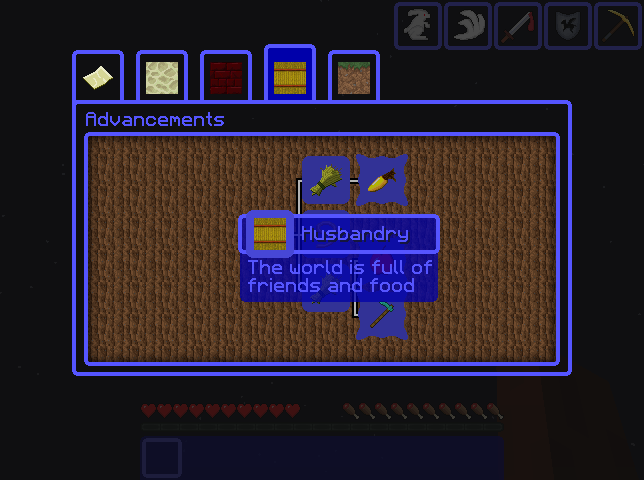 Advancements
Husbandry
The world is full of
friends and food